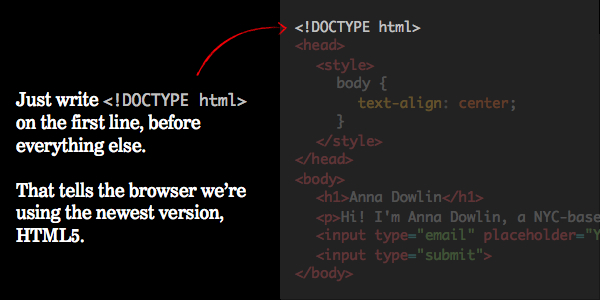 Just write <!DOCTYPE html>
on the first line, before
everything else.
That tells the browser we’re
using the newest version,
HTML5.
<!DOCTYPE html>
<head>
<style>
body {
text-align: center;
}
</style>
</head>
<body>
<h1>Anna Dowlin</h1>
<p>Hi! I'm Anna Dowlin, a NYC-base
<input type="email" placeholder="Y
<input type="submit">
</body>